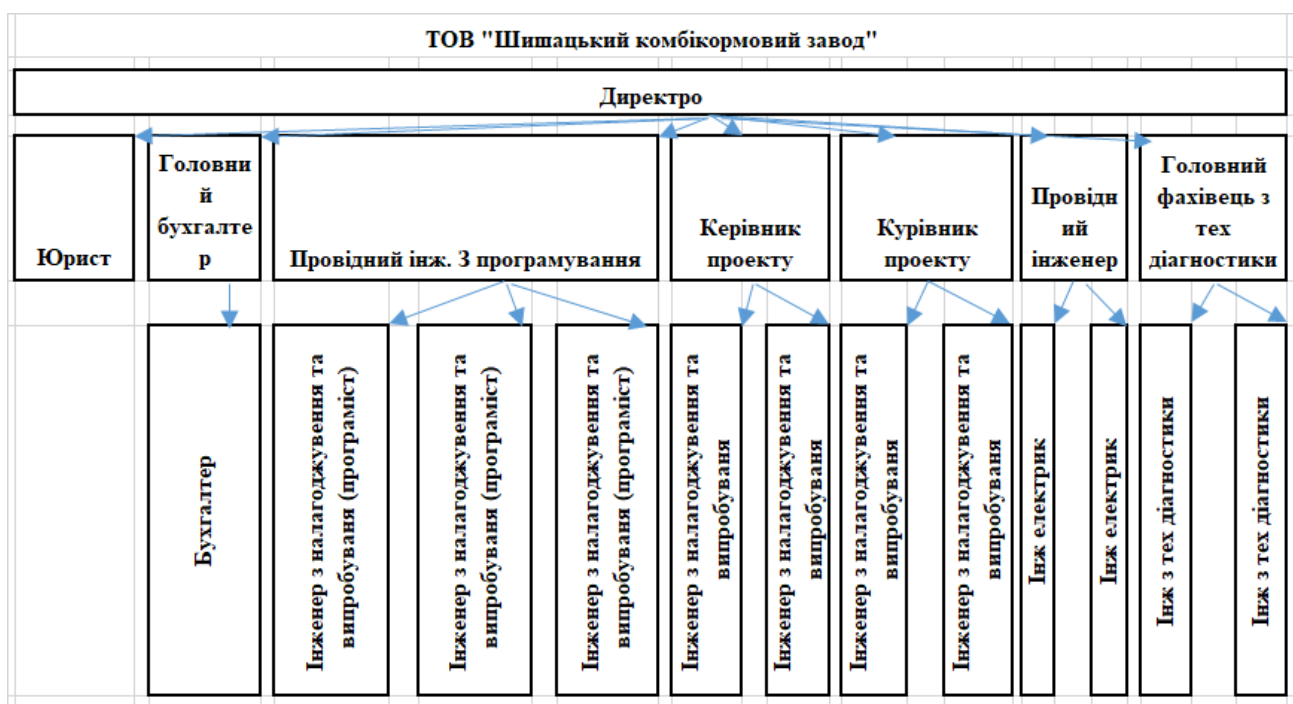 ТОВ "Шишацький комбікормовий завод"
Директро
Юрист
Головни
й
бухгалте
р
Провідний інж. З програмування
Керівник
проекту
Курівник
проекту
Провідн
ий
інженер
Головний
фахівець з
тех
діагностики
Бухгалтер
Інженер з налагоджування та
випробуваня (програміст)
Інженер з налагоджування та
випробуваня (програміст)
Інженер з налагоджування та
випробуваня (програміст)
Інженер з налагоджування та
випробуваня
Інженер з налагоджування та
випробуваня
Інженер з налагоджування та
випробуваня
Інженер з налагоджування та
випробуваня
Інж електрик
Інж електрик
Інж з тех діагностики
Інж з тех діагностики